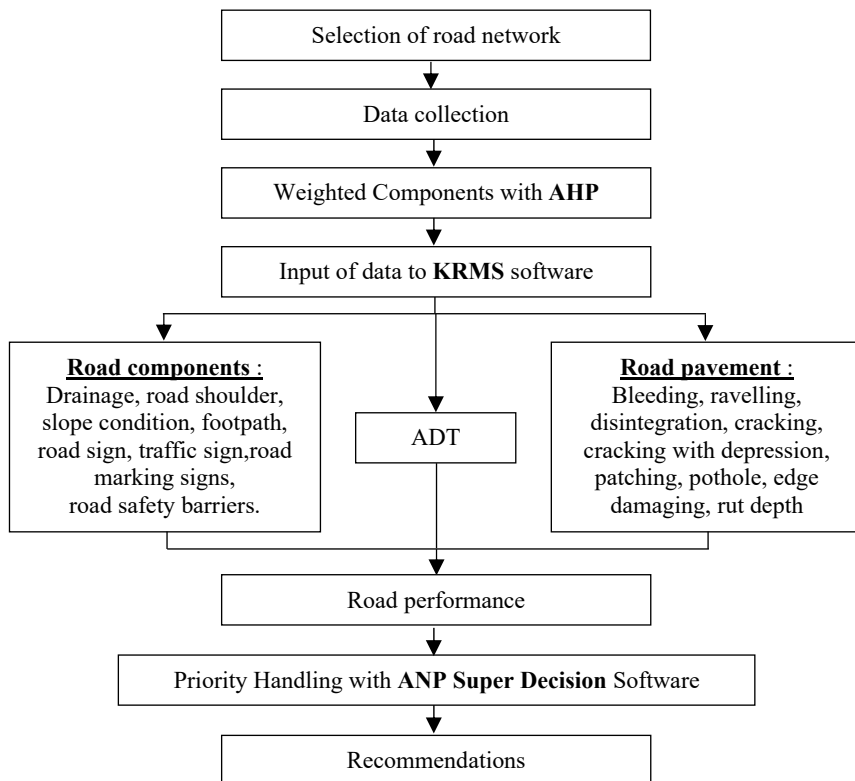 Selection of road network
Data collection
Weighted Components with AHP
Input of data to KRMS software
Road components :
Drainage, road shoulder,
slope condition, footpath,
road sign, traffic sign,road
marking signs,
road safety barriers.
ADT
Road pavement :
Bleeding, ravelling,
disintegration, cracking,
cracking with depression,
patching, pothole, edge
damaging, rut depth
Road performance
Priority Handling with ANP Super Decision Software
Recommendations